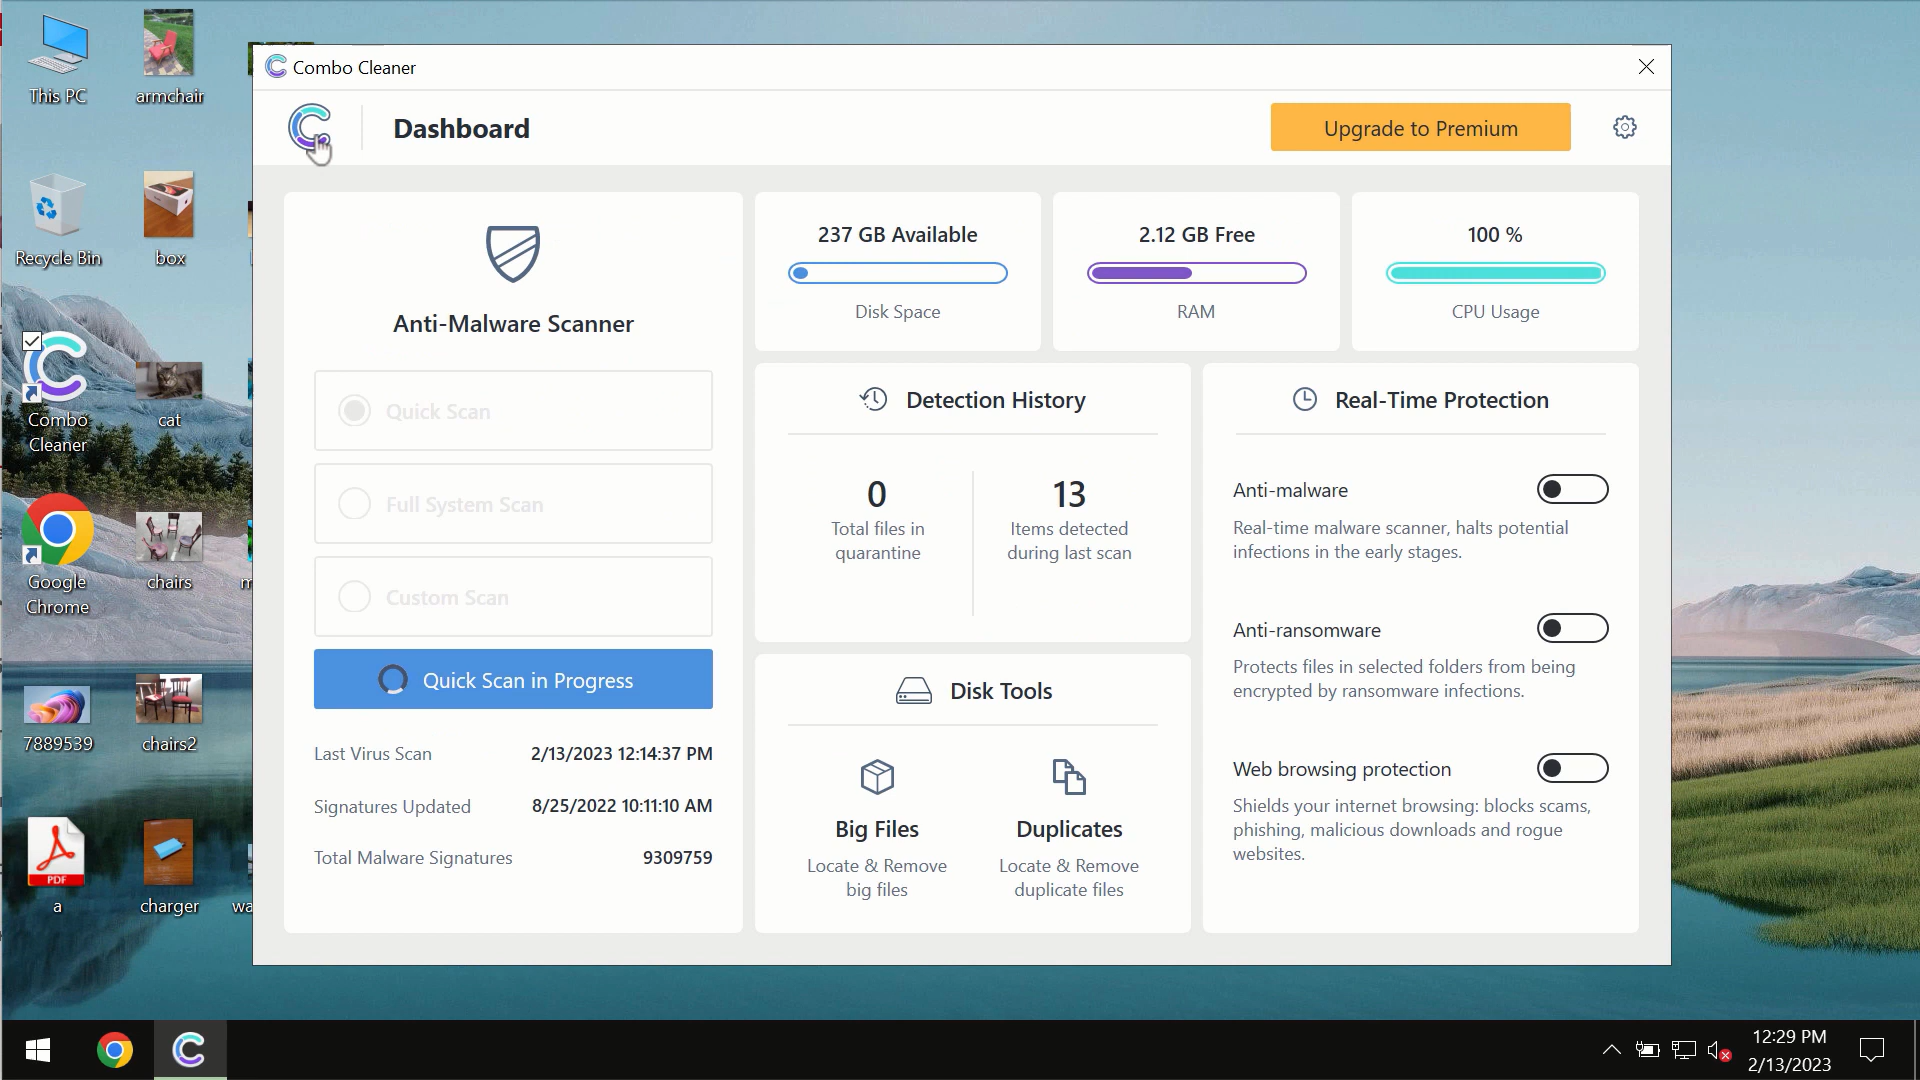 This PC
armchair
Recycle Bin
box
Combo
Cleaner
cat
Google
Chrome
chairs
7889539
chairs2
PDF
a
charger
wa
Combo Cleaner
Dashboard
Upgrade to Premium
Anti-Malware Scanner
Quick Scan
Full System Scan
Custom Scan
Quick Scan in Progress
Last Virus Scan 2/13/2023 12:14:37 PM
Signatures Updated 8/25/2022 10:11:10 AM
Total Malware Signatures 9309759
237 GB Available
Disk Space
2.12 GB Free
RAM
100 %
CPU Usage
Detection History
0
Total files in
quarantine
13
Items detected
during last scan
Disk Tools
Big Files
Locate & Remove
big files
Duplicates
Locate & Remove
duplicate files
Real-Time Protection
Anti-malware
Real-time malware scanner, halts potential
infections in the early stages.
Anti-ransomware
Protects files in selected folders from being
encrypted by ransomware infections.
Web browsing protection
Shields your internet browsing: blocks scams,
phishing, malicious downloads and rogue
websites.
12:29 PM
2/13/2023